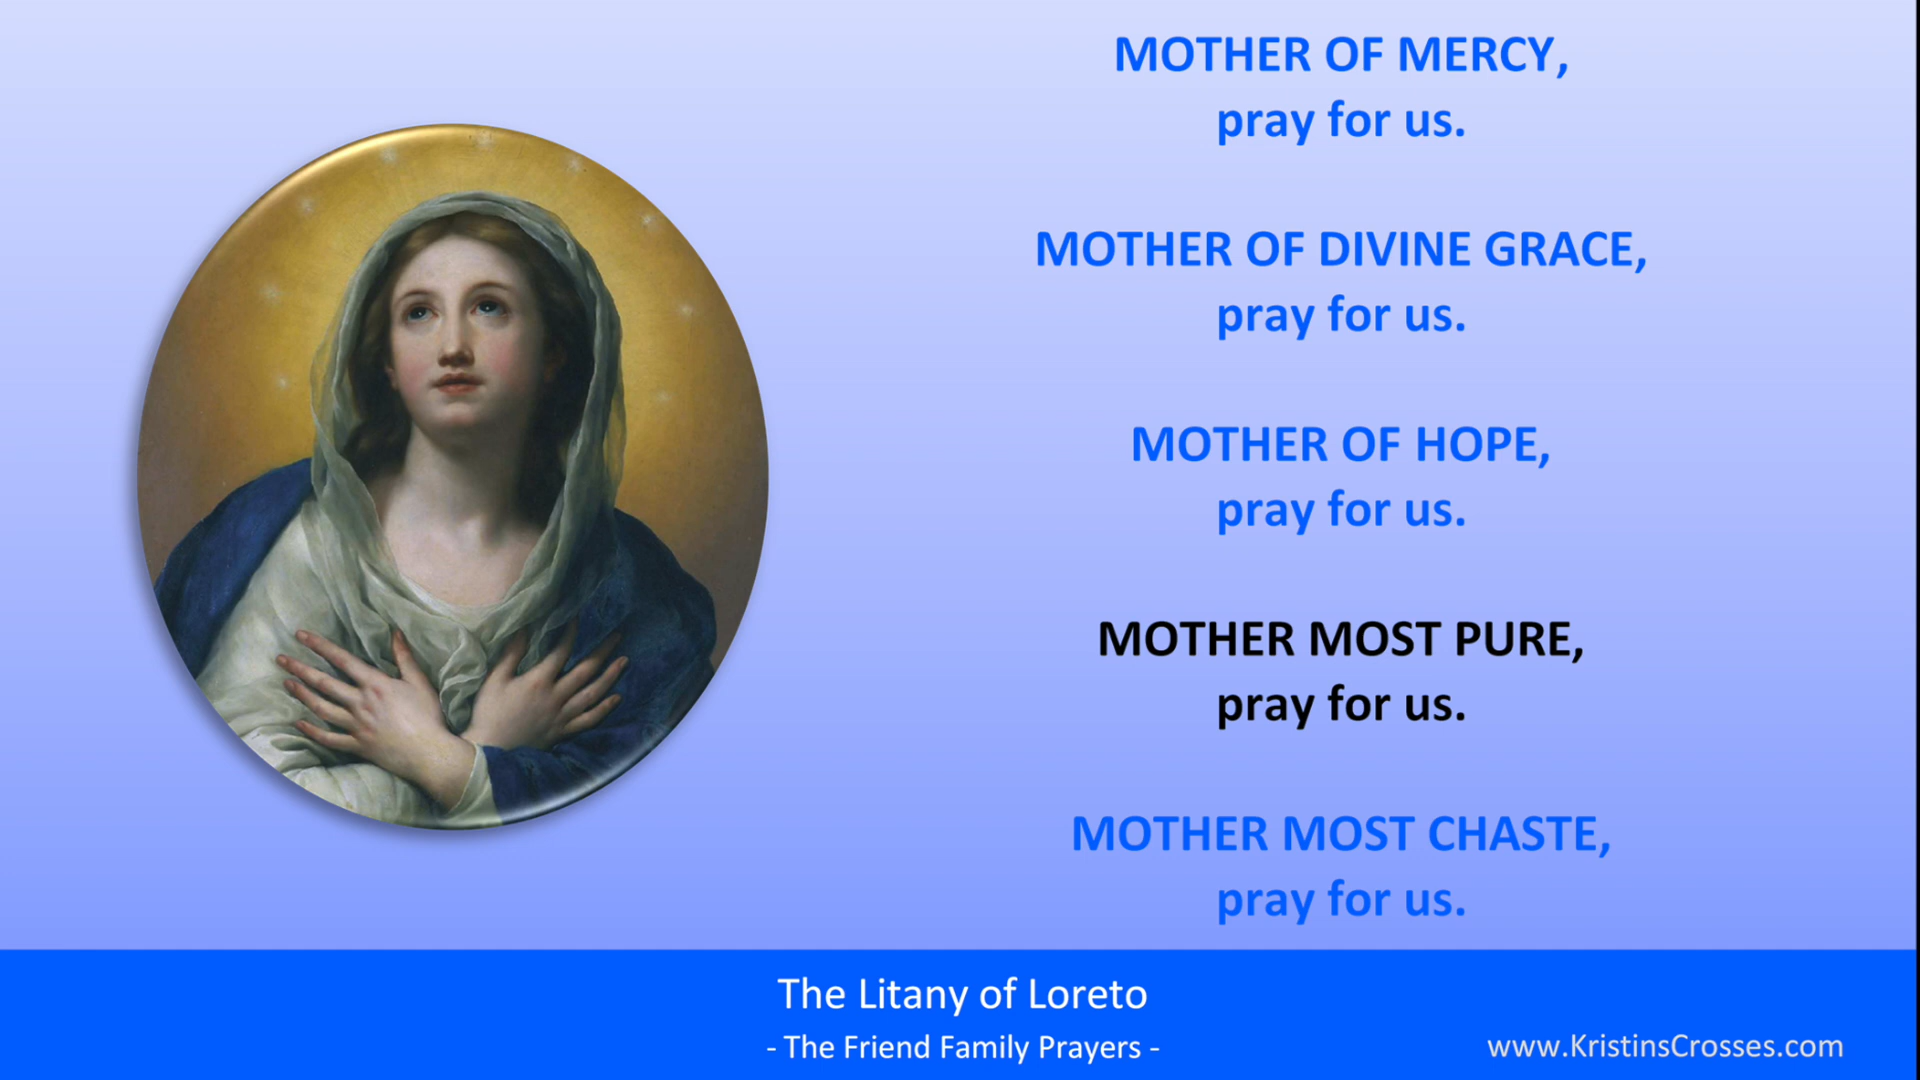 MOTHER OF MERCY,
pray for us.
MOTHER OF DIVINE GRACE,
pray for us.
MOTHER OF HOPE,
pray for us.
MOTHER MOST PURE,
pray for us.
MOTHER MOST CHASTE,
pray for us.
The Litany of Loreto
- The Friend Family Prayers -
www.KristinsCrosses.com